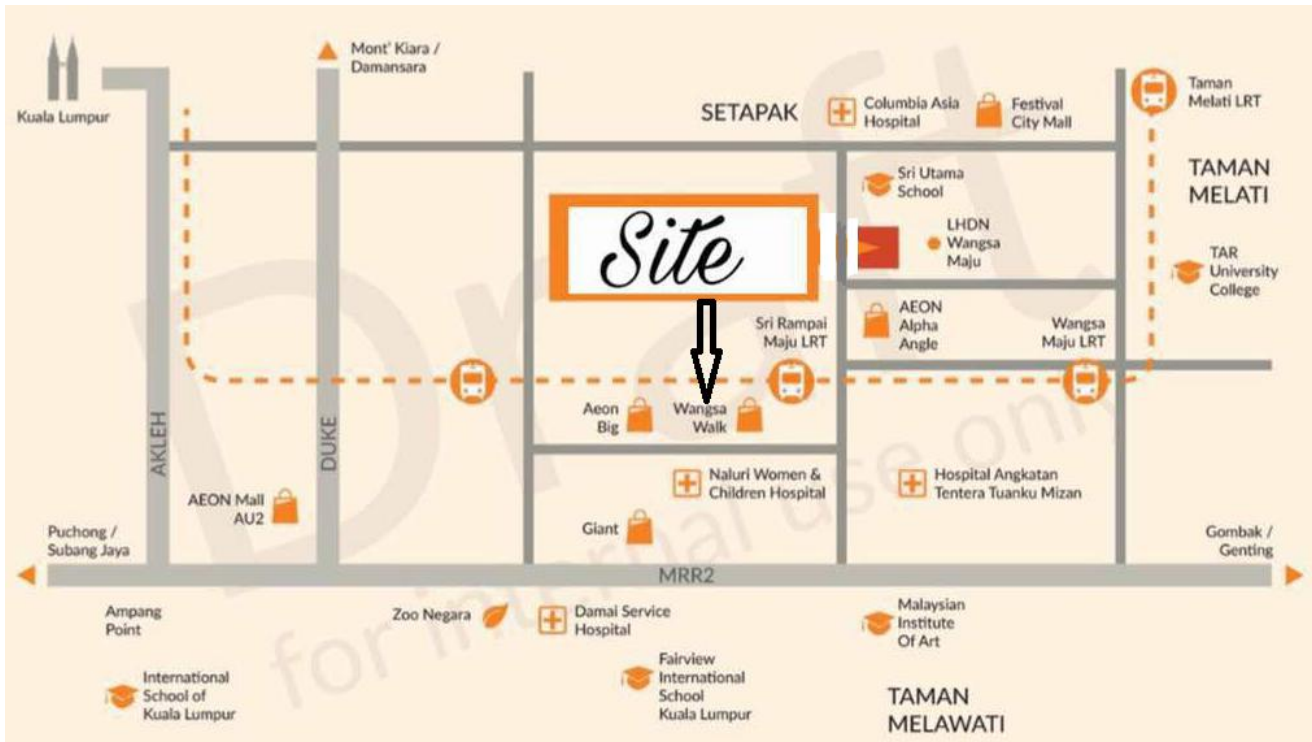 Mont' Kiara /
Damansara
Kuala Lumpur
SETAPAK
Columbia Asia
Hospital
Festival
City Mall
Taman
Melati LRT
TAMAN
MELATI
Sri Utama
School
Site
LHDN
Wangsa
Maju
TAR
University
College
Sri Rampai
Maju LRT
AEON
Alpha
Angle
Wangsa
Maju LRT
Aeon
Big
Wangsa
Walk
AKLEH
DUKE
AEON Mall
AU2
Naluri Women &
Children Hospital
Hospital Angkatan
Tentera Tuanku Mizan
Giant
Puchong /
Subang Jaya
Gombak /
Genting
MRR2
Ampang
Point
Zoo Negara
Damai Service
Hospital
Malaysian
Institute
Of Art
International
School of
Kuala Lumpur
Fairview
International
School
Kuala Lumpur
TAMAN
MELAWATI
Draft
for internal use only